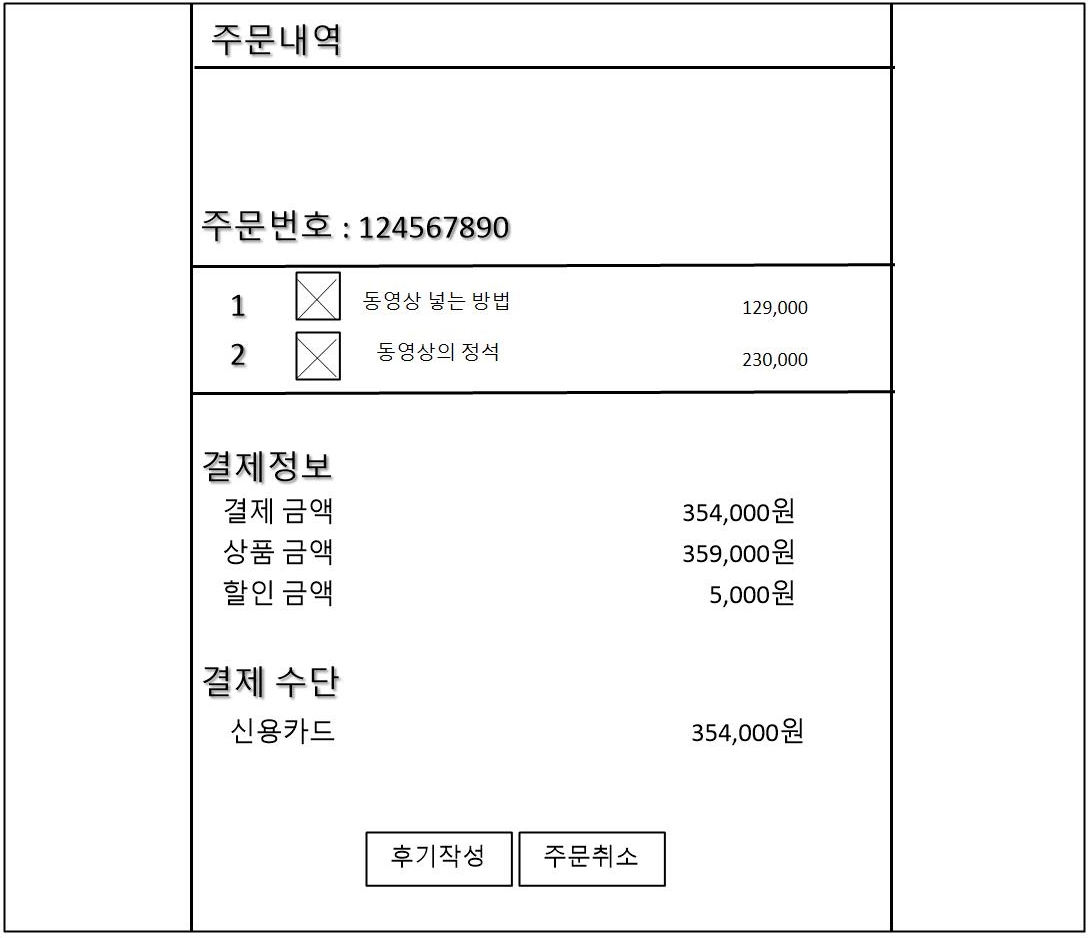 주문내역
주문번호 : 124567890
1 동영상 넣는 방법 129,000
2 동영상의 정석 230,000
결제정보
결제 금액 354,000원
상품 금액 359,000원
할인 금액 5,000원
결제 수단
신용카드 354,000원
후기작성 주문취소